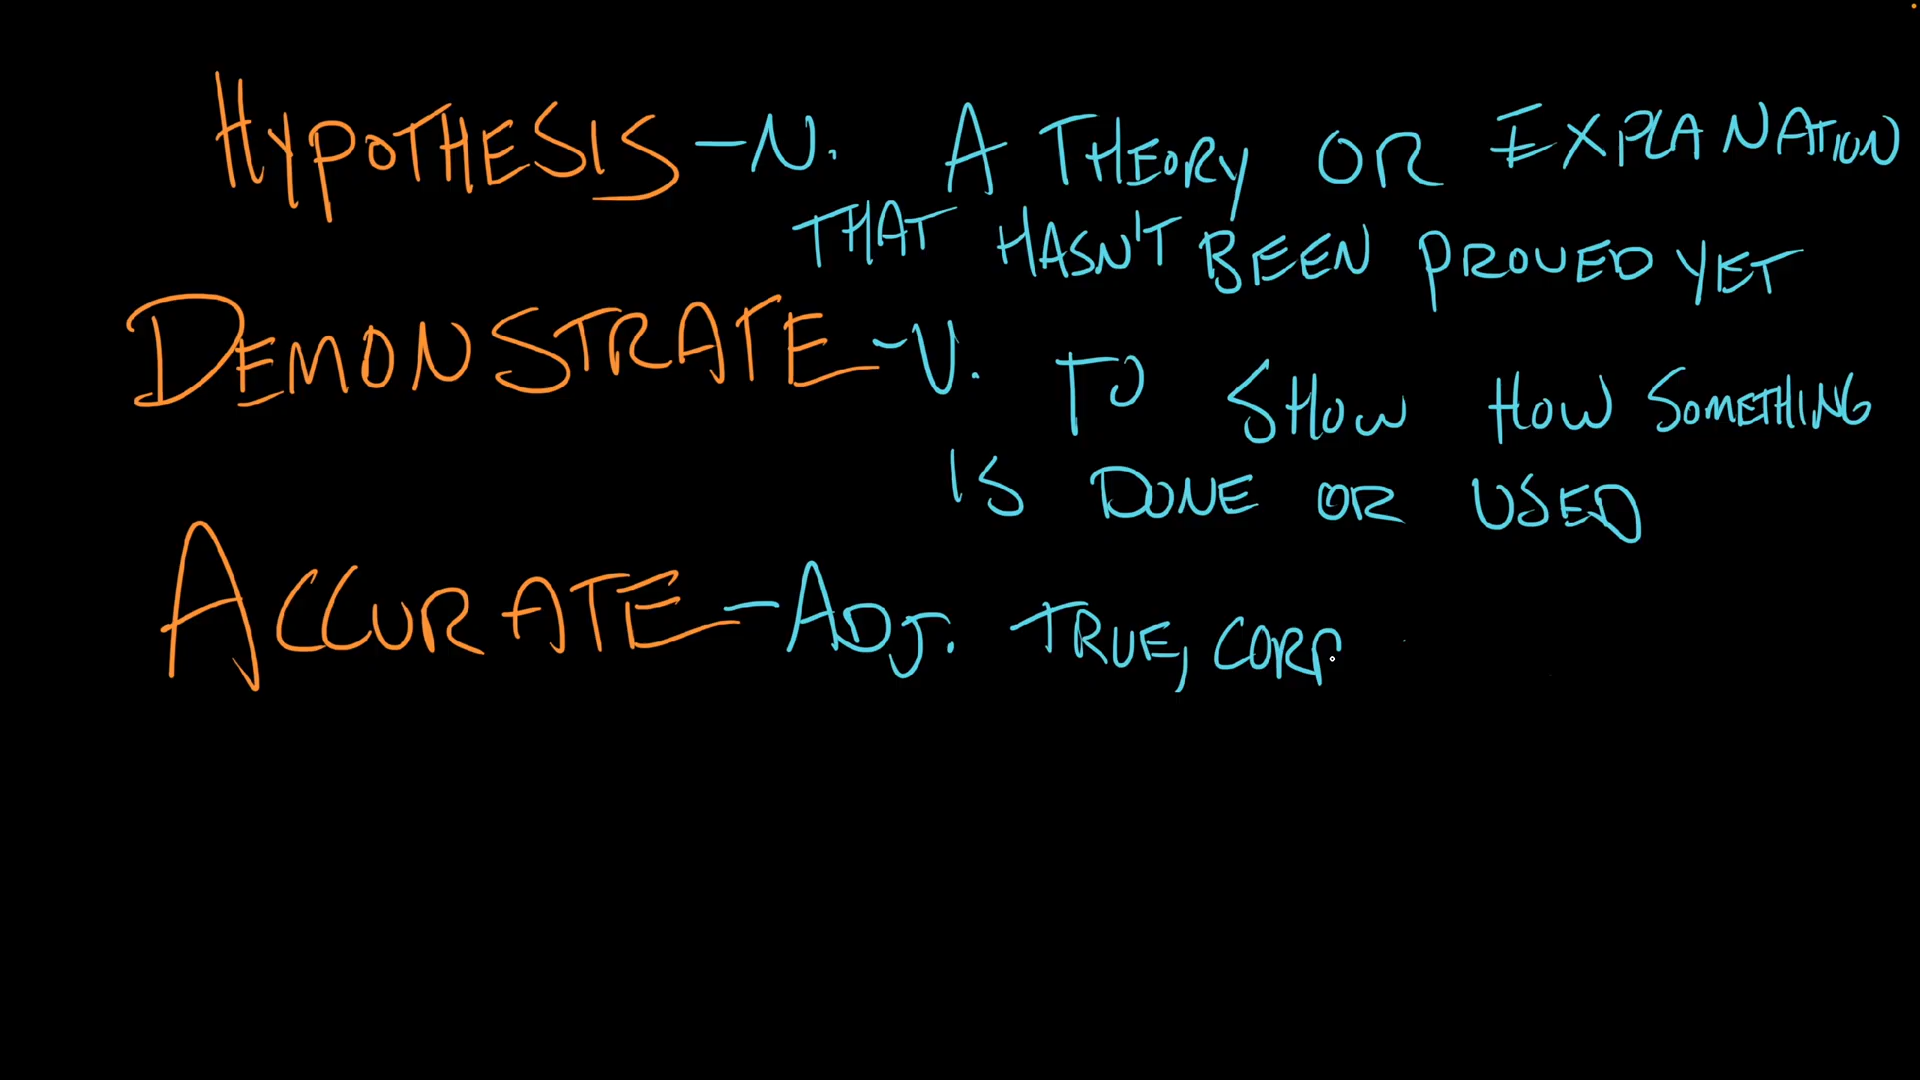 HYPOTHESIS - N. A THEORY OR EXPLANATION
THAT HASN'T BEEN PROVED YET
DEMONSTRATE - V. TO SHOW HOW SOMETHING
IS DONE OR USED
ACCURATE - ADJ. TRUE, CORR